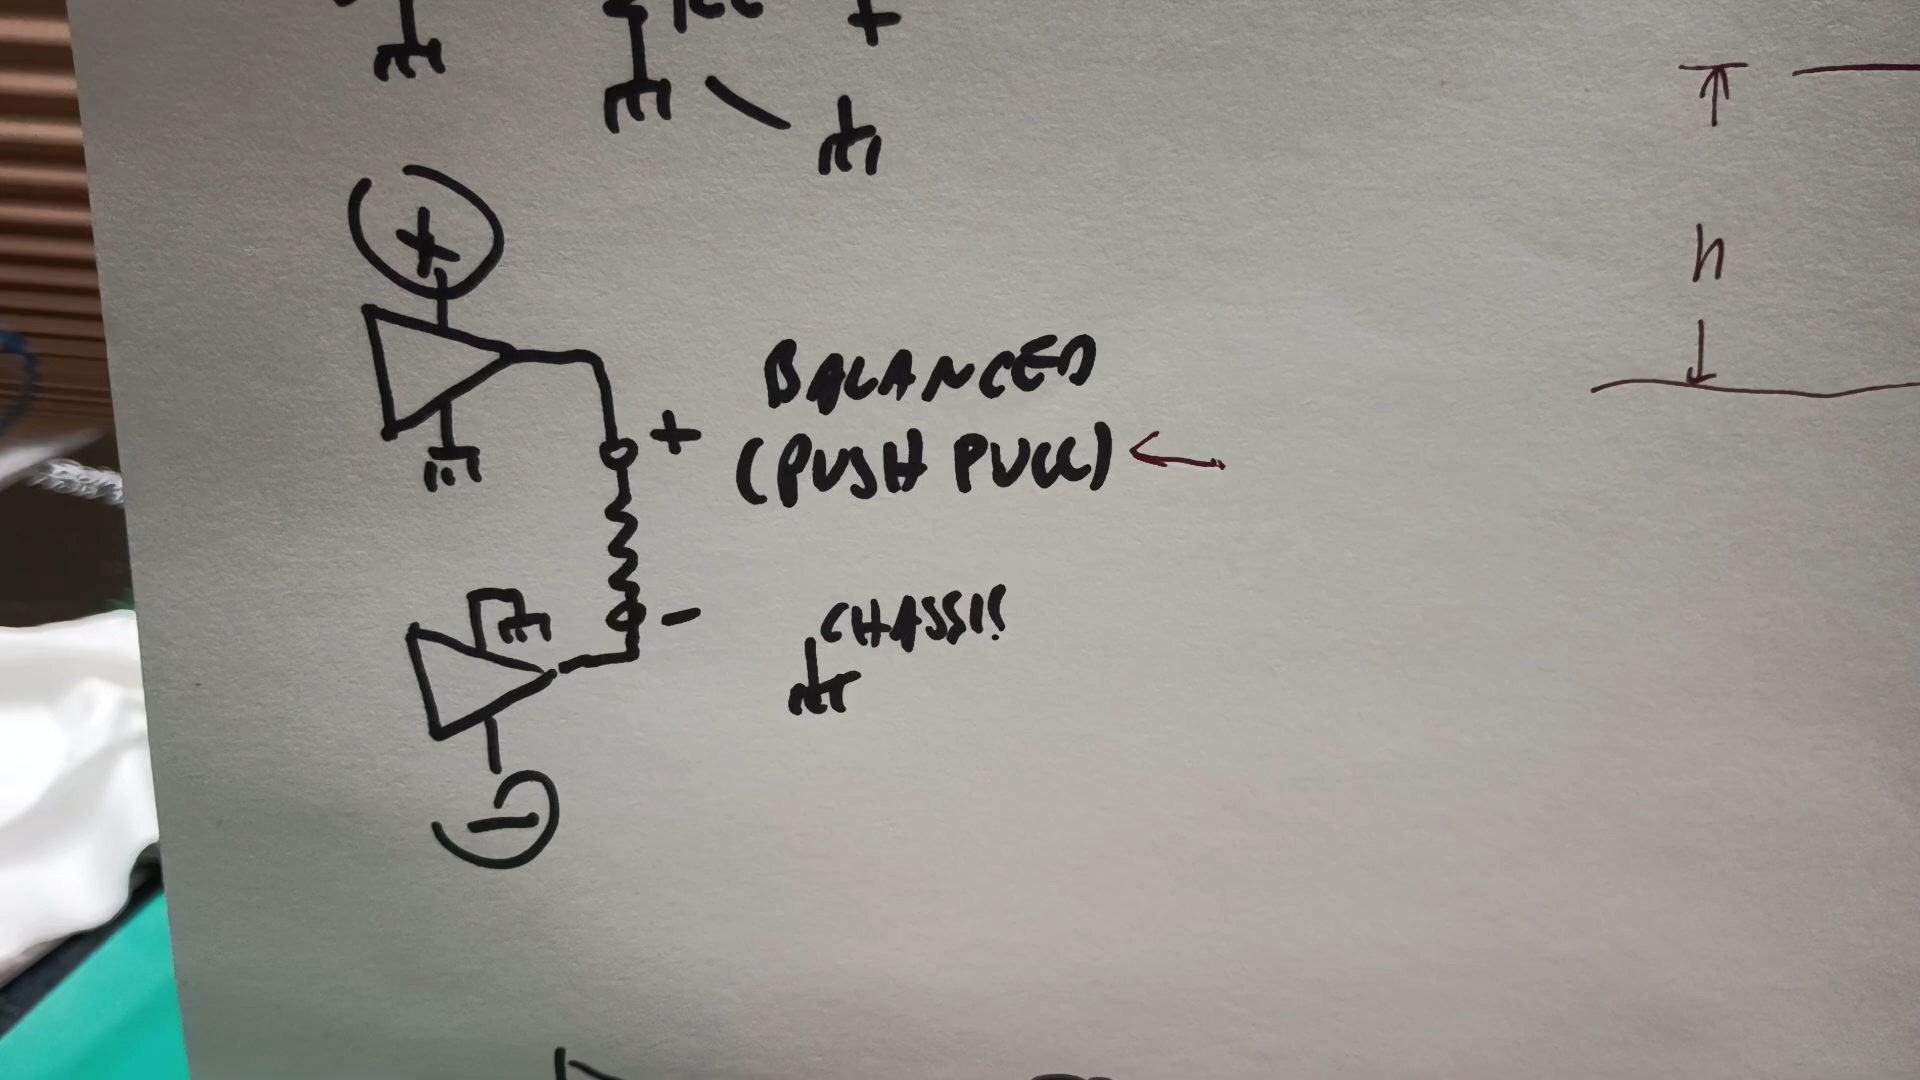 +
+
h
BALANCED
+
(PUSH PULL)
CHASSIS
-
-